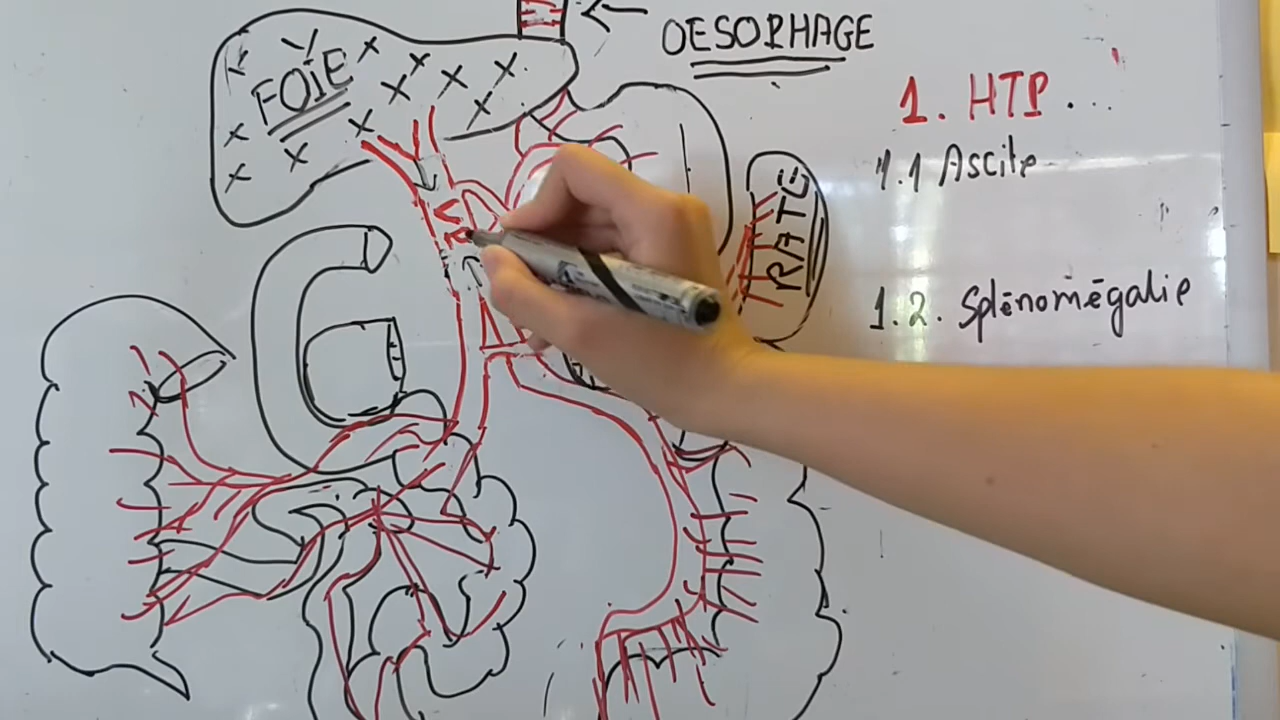 OESOPHAGE
FOIE
1. HTP...
1.1 Ascite
RATE
1.2. Splénomégalie